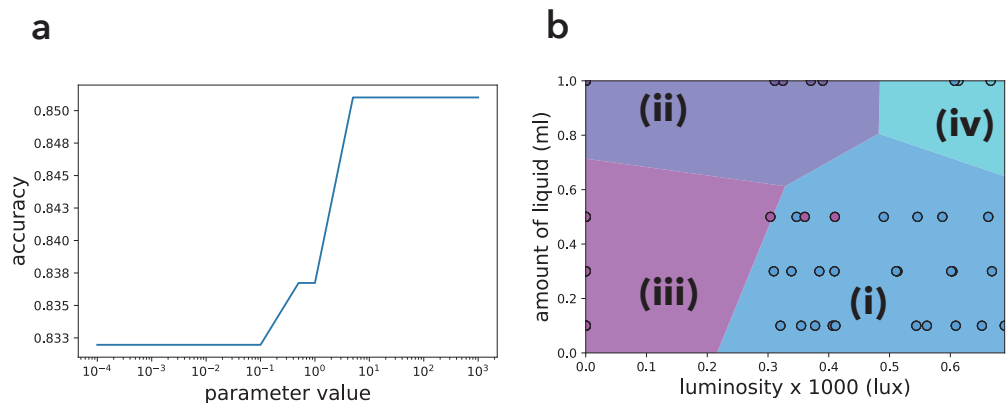 a
0.850
0.848
0.845
0.843
0.840
0.838
0.835
0.833
accuracy
10⁻⁴ 10⁻³ 10⁻² 10⁻¹ 10⁰ 10¹ 10² 10³
parameter value
b
1.0
0.8
0.6
0.4
0.2
0.0
amount of liquid (ml)
(ii)
(iv)
(iii)
(i)
0.0 0.1 0.2 0.3 0.4 0.5 0.6
luminosity x 1000 (lux)